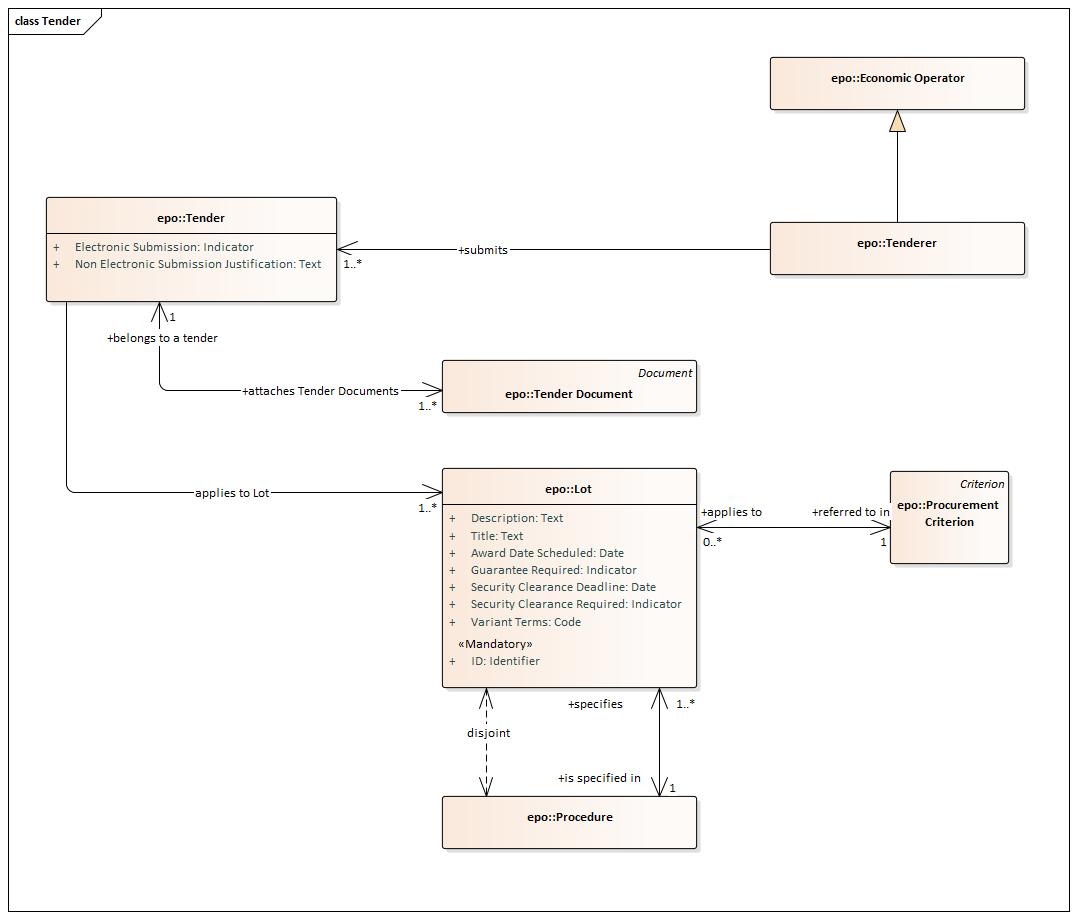 class Tender
epo::Economic Operator
epo::Tender
+ Electronic Submission: Indicator
+ Non Electronic Submission Justification: Text
epo::Tenderer
+submits
1..*
1
+belongs to a tender
+attaches Tender Documents
1..*
Document
epo::Tender Document
applies to Lot
1..*
epo::Lot
+ Description: Text
+ Title: Text
+ Award Date Scheduled: Date
+ Guarantee Required: Indicator
+ Security Clearance Deadline: Date
+ Security Clearance Required: Indicator
+ Variant Terms: Code
«Mandatory»
+ ID: Identifier
+applies to
0..*
+referred to in
1
Criterion
epo::Procurement
Criterion
disjoint
+specifies
1..*
+is specified in
1
epo::Procedure